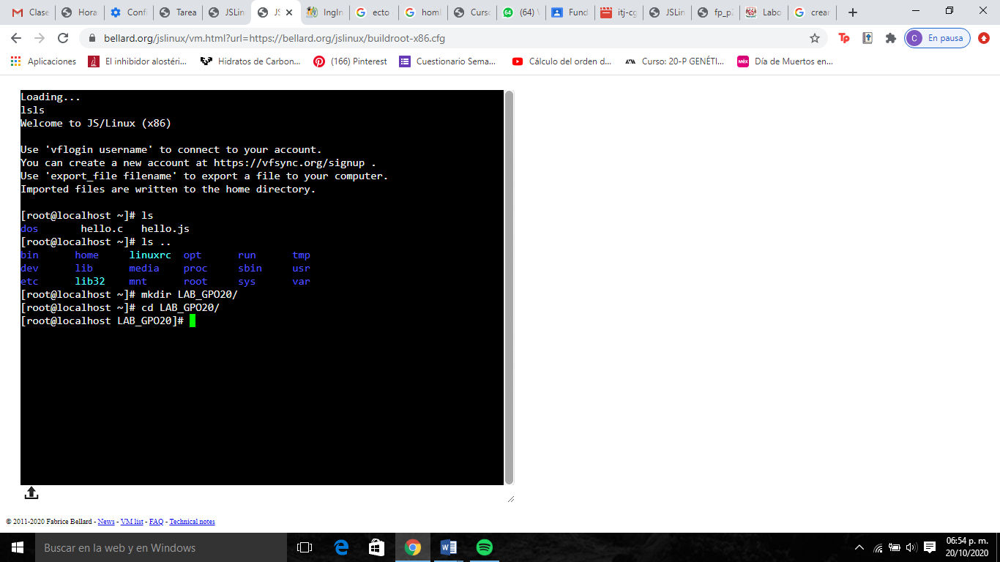 Clase Hora Confi Tarea JSLin JS IngIn ecto homl Curso (64) V Fund itj-cg JSLin fp_p2 Labo crear
bellard.org/jslinux/vm.html?url=https://bellard.org/jslinux/buildroot-x86.cfg
Tp C En pausa
Aplicaciones El inhibidor alostéri... Hidratos de Carbon... (166) Pinterest Cuestionario Sema... Cálculo del orden d... Curso: 20-P GENÉTI... Día de Muertos en...
Loading...
lsls
Welcome to JS/Linux (x86)
Use 'vflogin username' to connect to your account.
You can create a new account at https://vfsync.org/signup .
Use 'export_file filename' to export a file to your computer.
Imported files are written to the home directory.
[root@localhost ~]# ls
dos hello.c hello.js
[root@localhost ~]# ls ..
bin home linuxrc opt run tmp
dev lib media proc sbin usr
etc lib32 mnt root sys var
[root@localhost ~]# mkdir LAB_GPO20/
[root@localhost ~]# cd LAB_GPO20/
[root@localhost LAB_GPO20]#
© 2011-2020 Fabrice Bellard - News - VM list - FAQ - Technical notes
Buscar en la web y en Windows
06:54 p. m.
20/10/2020